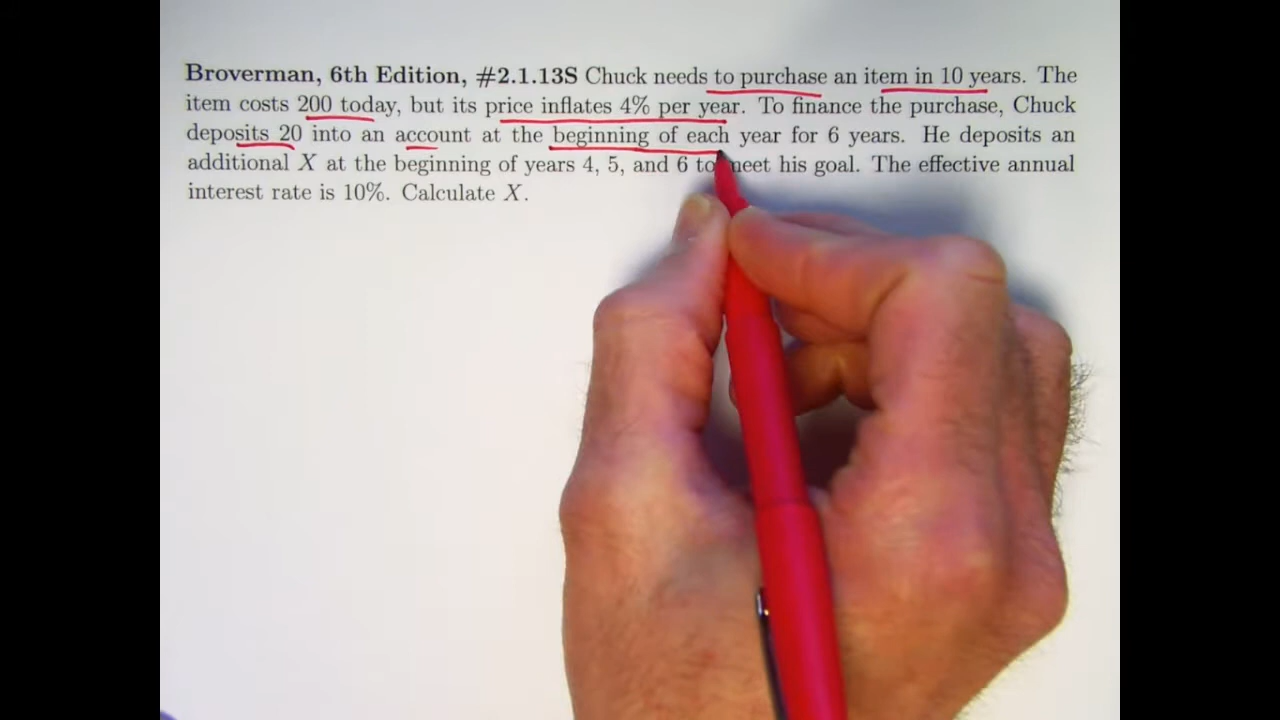 Broverman, 6th Edition, #2.1.13S Chuck needs to purchase an item in 10 years. The
item costs 200 today, but its price inflates 4% per year. To finance the purchase, Chuck
deposits 20 into an account at the beginning of each year for 6 years. He deposits an
additional X at the beginning of years 4, 5, and 6 to meet his goal. The effective annual
interest rate is 10%. Calculate X.